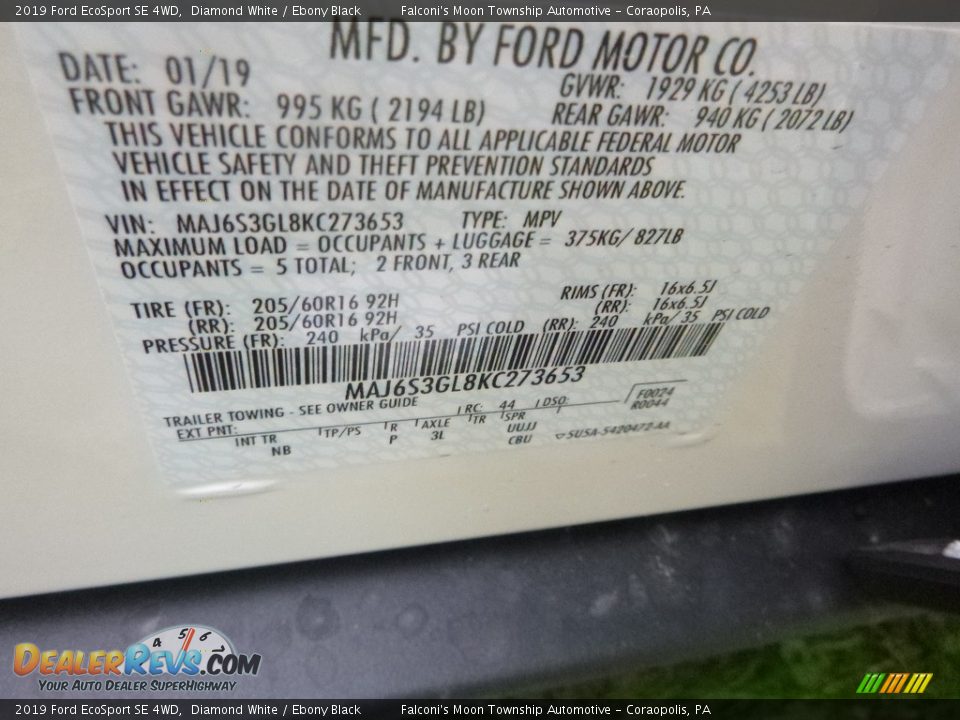 2019 Ford EcoSport SE 4WD, Diamond White / Ebony Black Falconi's Moon Township Automotive - Coraopolis, PA
MFD. BY FORD MOTOR CO.
DATE: 01/19 GVWR: 1929 KG ( 4253 LB)
FRONT GAWR: 995 KG ( 2194 LB) REAR GAWR: 940 KG ( 2072 LB)
THIS VEHICLE CONFORMS TO ALL APPLICABLE FEDERAL MOTOR
VEHICLE SAFETY AND THEFT PREVENTION STANDARDS
IN EFFECT ON THE DATE OF MANUFACTURE SHOWN ABOVE.
VIN: MAJ6S3GL8KC273653 TYPE: MPV
MAXIMUM LOAD = OCCUPANTS + LUGGAGE = 375KG/ 827LB
OCCUPANTS = 5 TOTAL; 2 FRONT, 3 REAR
TIRE (FR): 205/60R16 92H RIMS (FR): 16x6.5J
(RR): 205/60R16 92H (RR): 16x6.5J
PRESSURE (FR): 240 kPa/ 35 PSI COLD (RR): 240 kPa/ 35 PSI COLD
MAJ6S3GL8KC273653
TRAILER TOWING - SEE OWNER GUIDE
EXT PNT: RC: 44 DSO: F0024
R0044
INT TR TP/PS R AXLE TR SPR
NB P 3L UUJJ
CBU 5U5A-5420472-AA
4 5 6
DEALERREVS.COM
YOUR AUTO DEALER SUPERHIGHWAY
2019 Ford EcoSport SE 4WD, Diamond White / Ebony Black Falconi's Moon Township Automotive - Coraopolis, PA